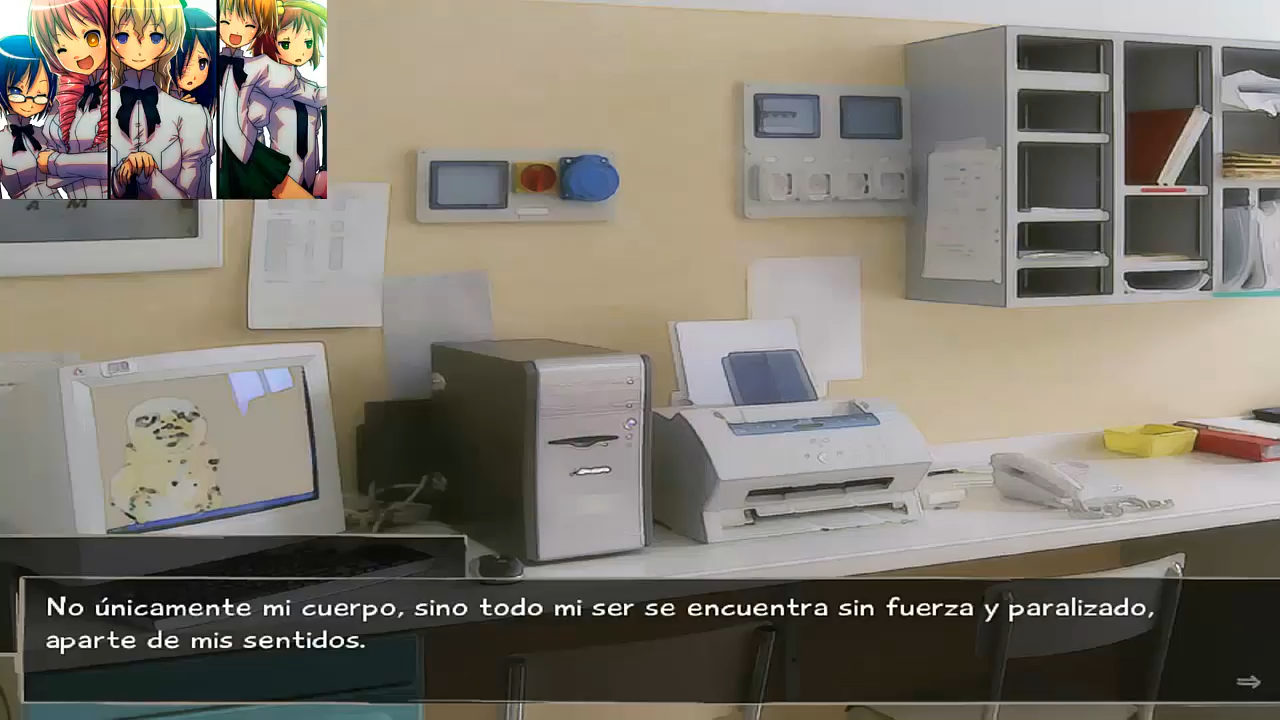 No únicamente mi cuerpo, sino todo mi ser se encuentra sin fuerza y paralizado,
aparte de mis sentidos.